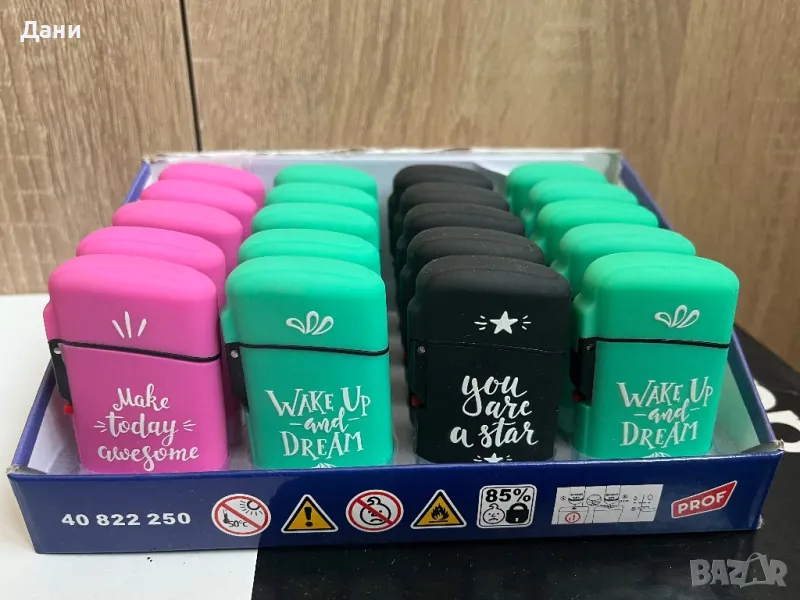 Дани
Make
today
awesome
WAKE UP
and
DREAM
you
are
a star
WAKE UP
and
DREAM
40 822 250
50°C
85%
PROF
BAZAR